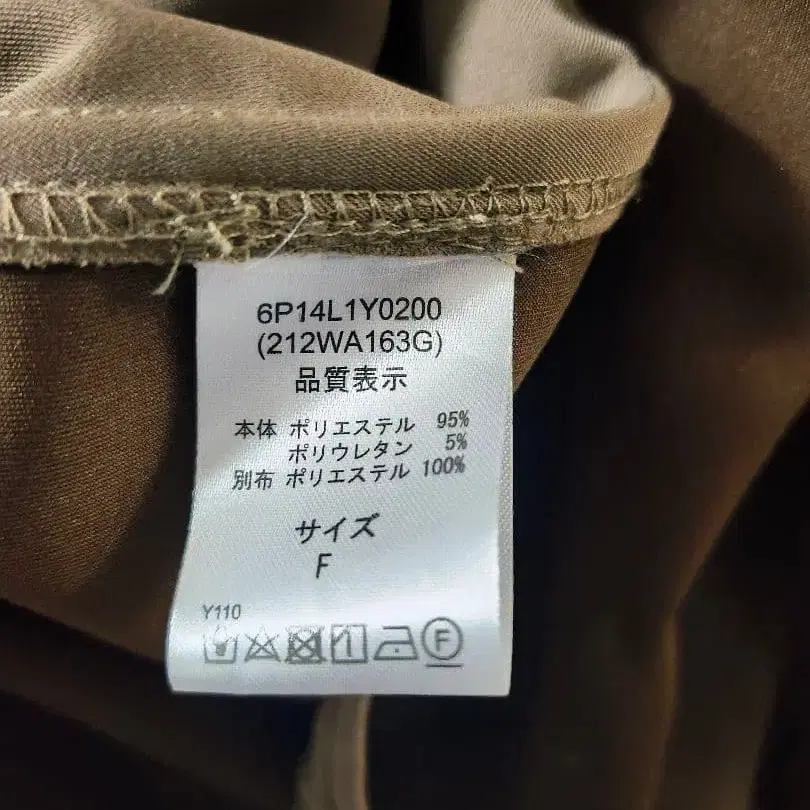 6P14L1Y0200
(212WA163G)
品質表示
本体 ポリエステル 95%
ポリウレタン 5%
別布 ポリエステル 100%
サイズ
F
Y110
F